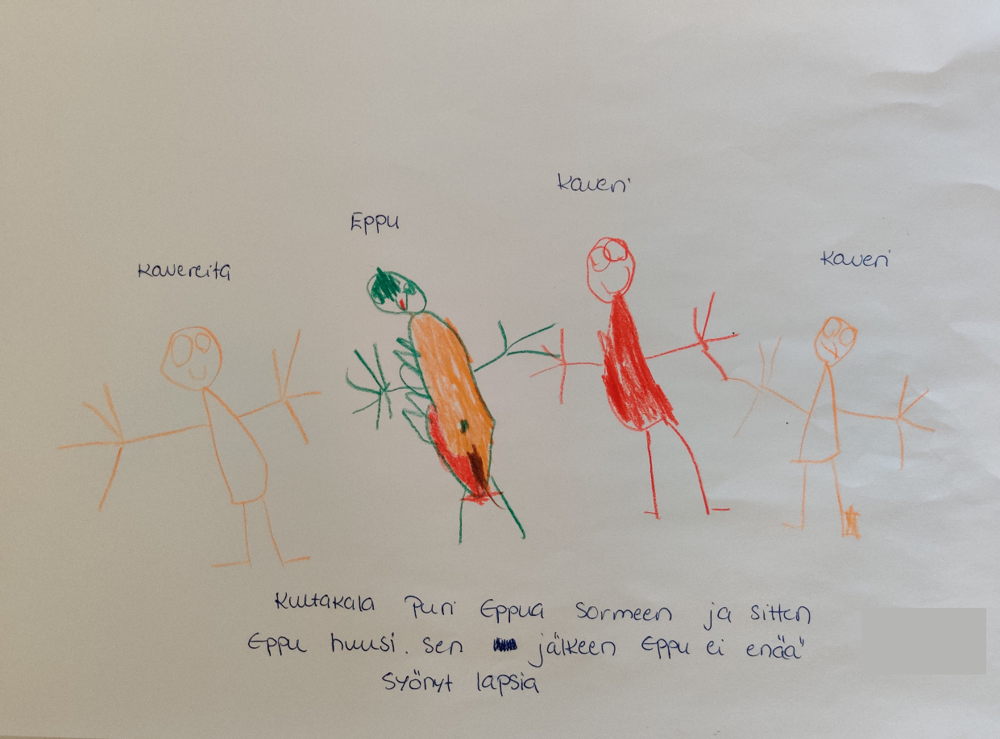 Kaveri
Eppu
Kavereita
Kaveri
Kultakala Puri Eppua sormeen ja sitten
Eppu huusi. Sen jälkeen Eppu ei enää
syönyt lapsia